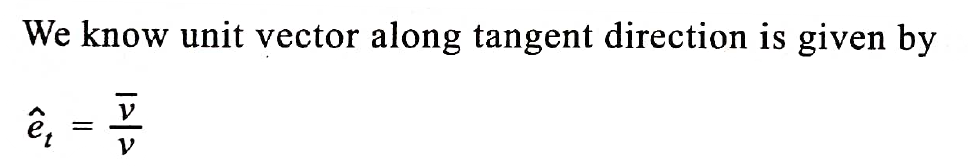 We know unit vector along tangent direction is given by
ê_t = v̅/v